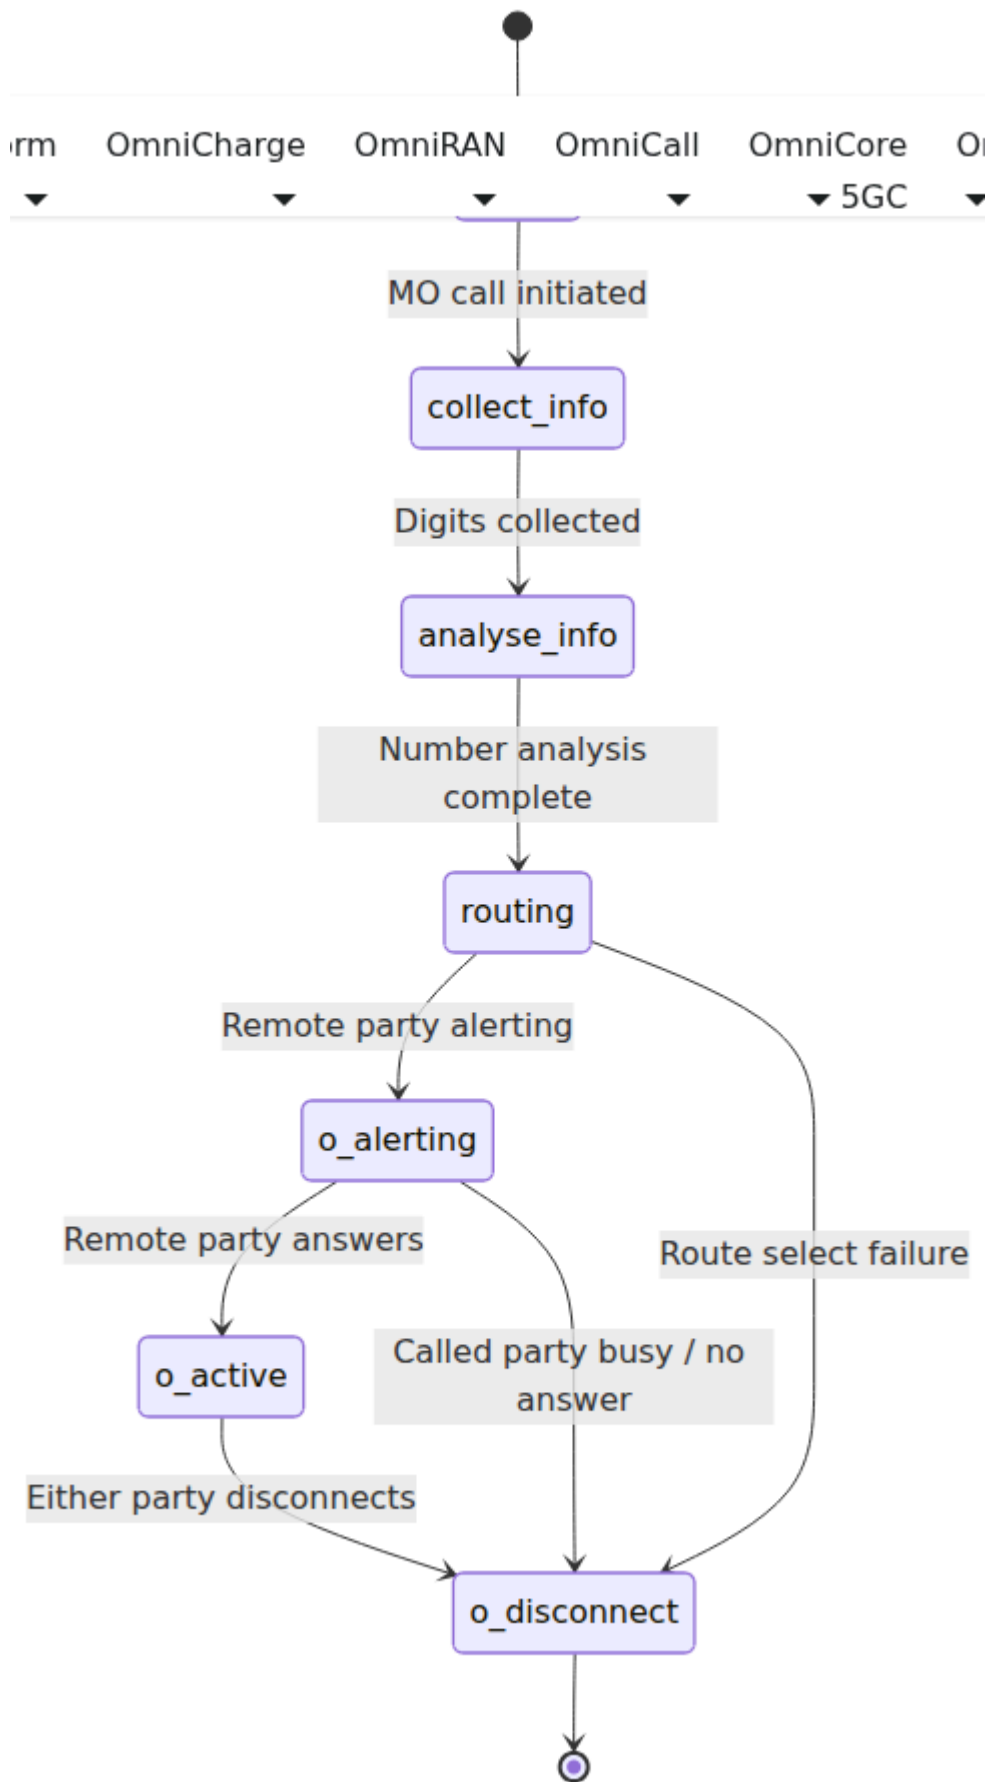 OmniCharge
OmniRAN
OmniCall
OmniCore
5GC
MO call initiated
collect_info
Digits collected
analyse_info
Number analysis
complete
routing
Remote party alerting
o_alerting
Remote party answers
Route select failure
o_active
Called party busy / no
answer
Either party disconnects
o_disconnect